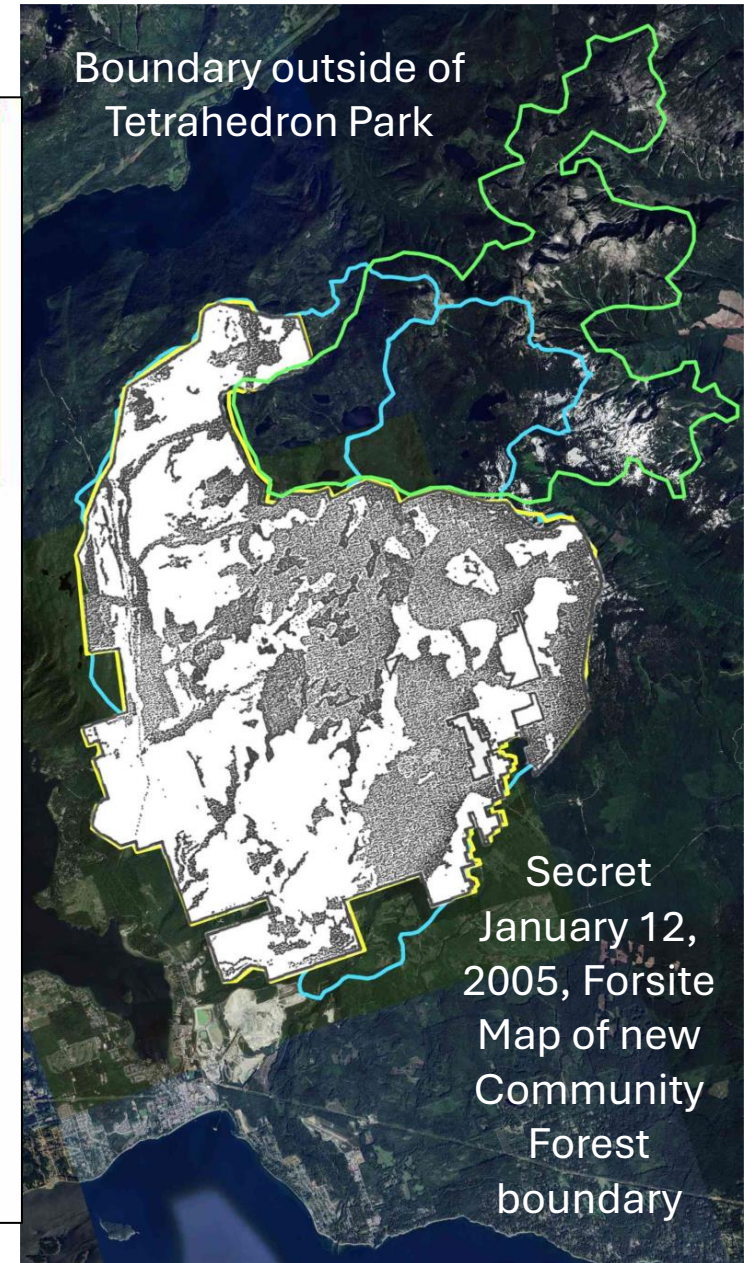 Boundary outside of
Tetrahedron Park
Secret
January 12,
2005, Forsite
Map of new
Community
Forest
boundary